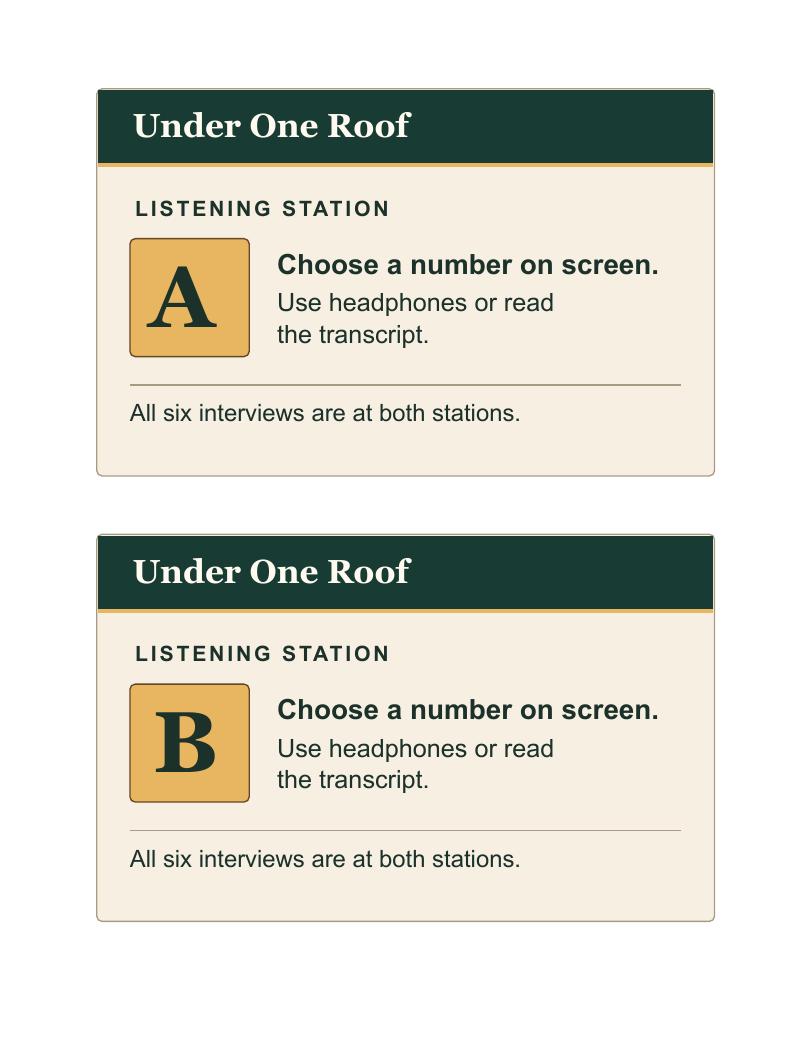 Under One Roof
LISTENING STATION
A
Choose a number on screen.
Use headphones or read
the transcript.
All six interviews are at both stations.
Under One Roof
LISTENING STATION
B
Choose a number on screen.
Use headphones or read
the transcript.
All six interviews are at both stations.